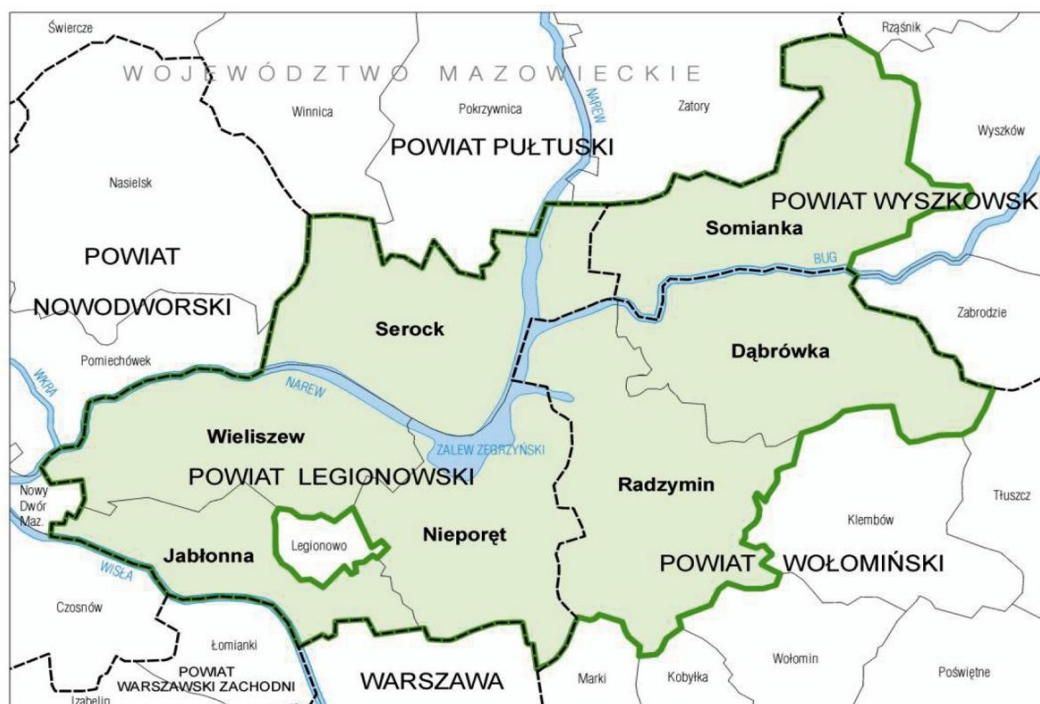 Świercze
Rząśnik
WOJEWÓDZTWO MAZOWIECKIE
Winnica
Pokrzywnica
NAREW
Zatory
Wyszków
POWIAT PUŁTUSKI
Nasielsk
POWIAT WYSZKOWSKI
Somianka
POWIAT
NOWODWORSKI
BUG
Zabrodzie
Serock
Dąbrówka
Pomiechówek
WKRA
NAREW
Wieliszew
ZALEW ZEGRZYŃSKI
POWIAT LEGIONOWSKI
Radzymin
Nowy
Dwór
Maz.
Tłuszcz
Klembów
Nieporęt
Legionowo
Jabłonna
POWIAT WOŁOMIŃSKI
WISŁA
Czosnów
Łomianki
Wołomin
POWIAT
WARSZAWSKI ZACHODNI
WARSZAWA
Marki
Kobyłka
Poświętne
Izabelin